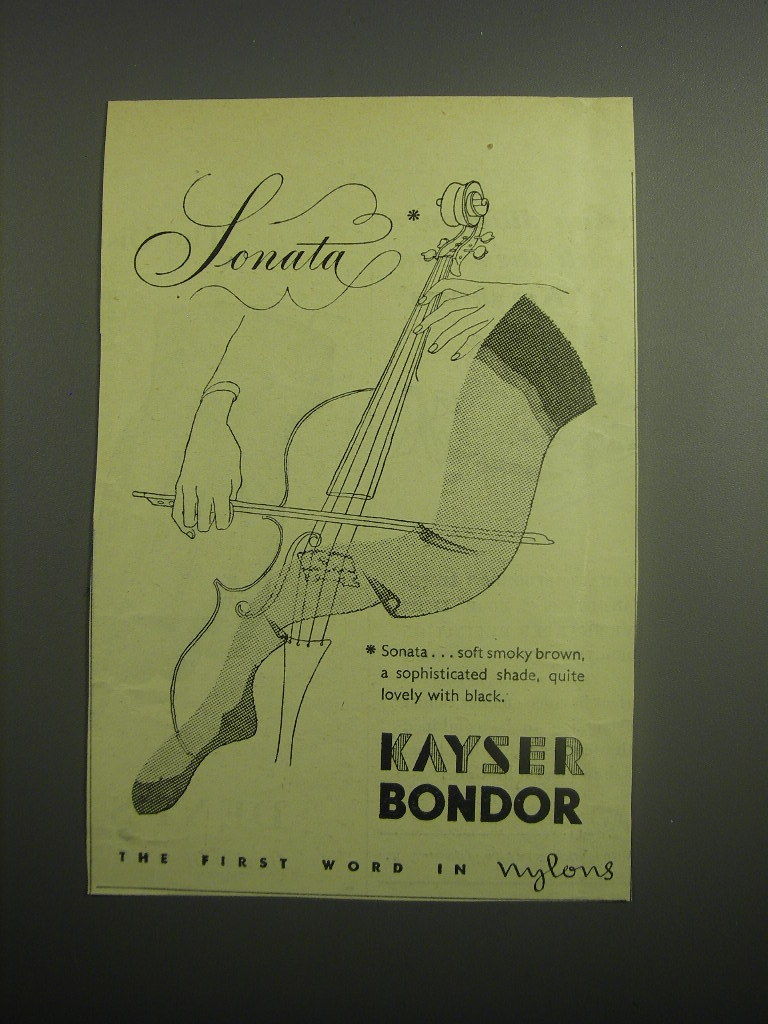 Sonata *
* Sonata... soft smoky brown,
a sophisticated shade, quite
lovely with black.
KAYSER
BONDOR
THE FIRST WORD IN nylons